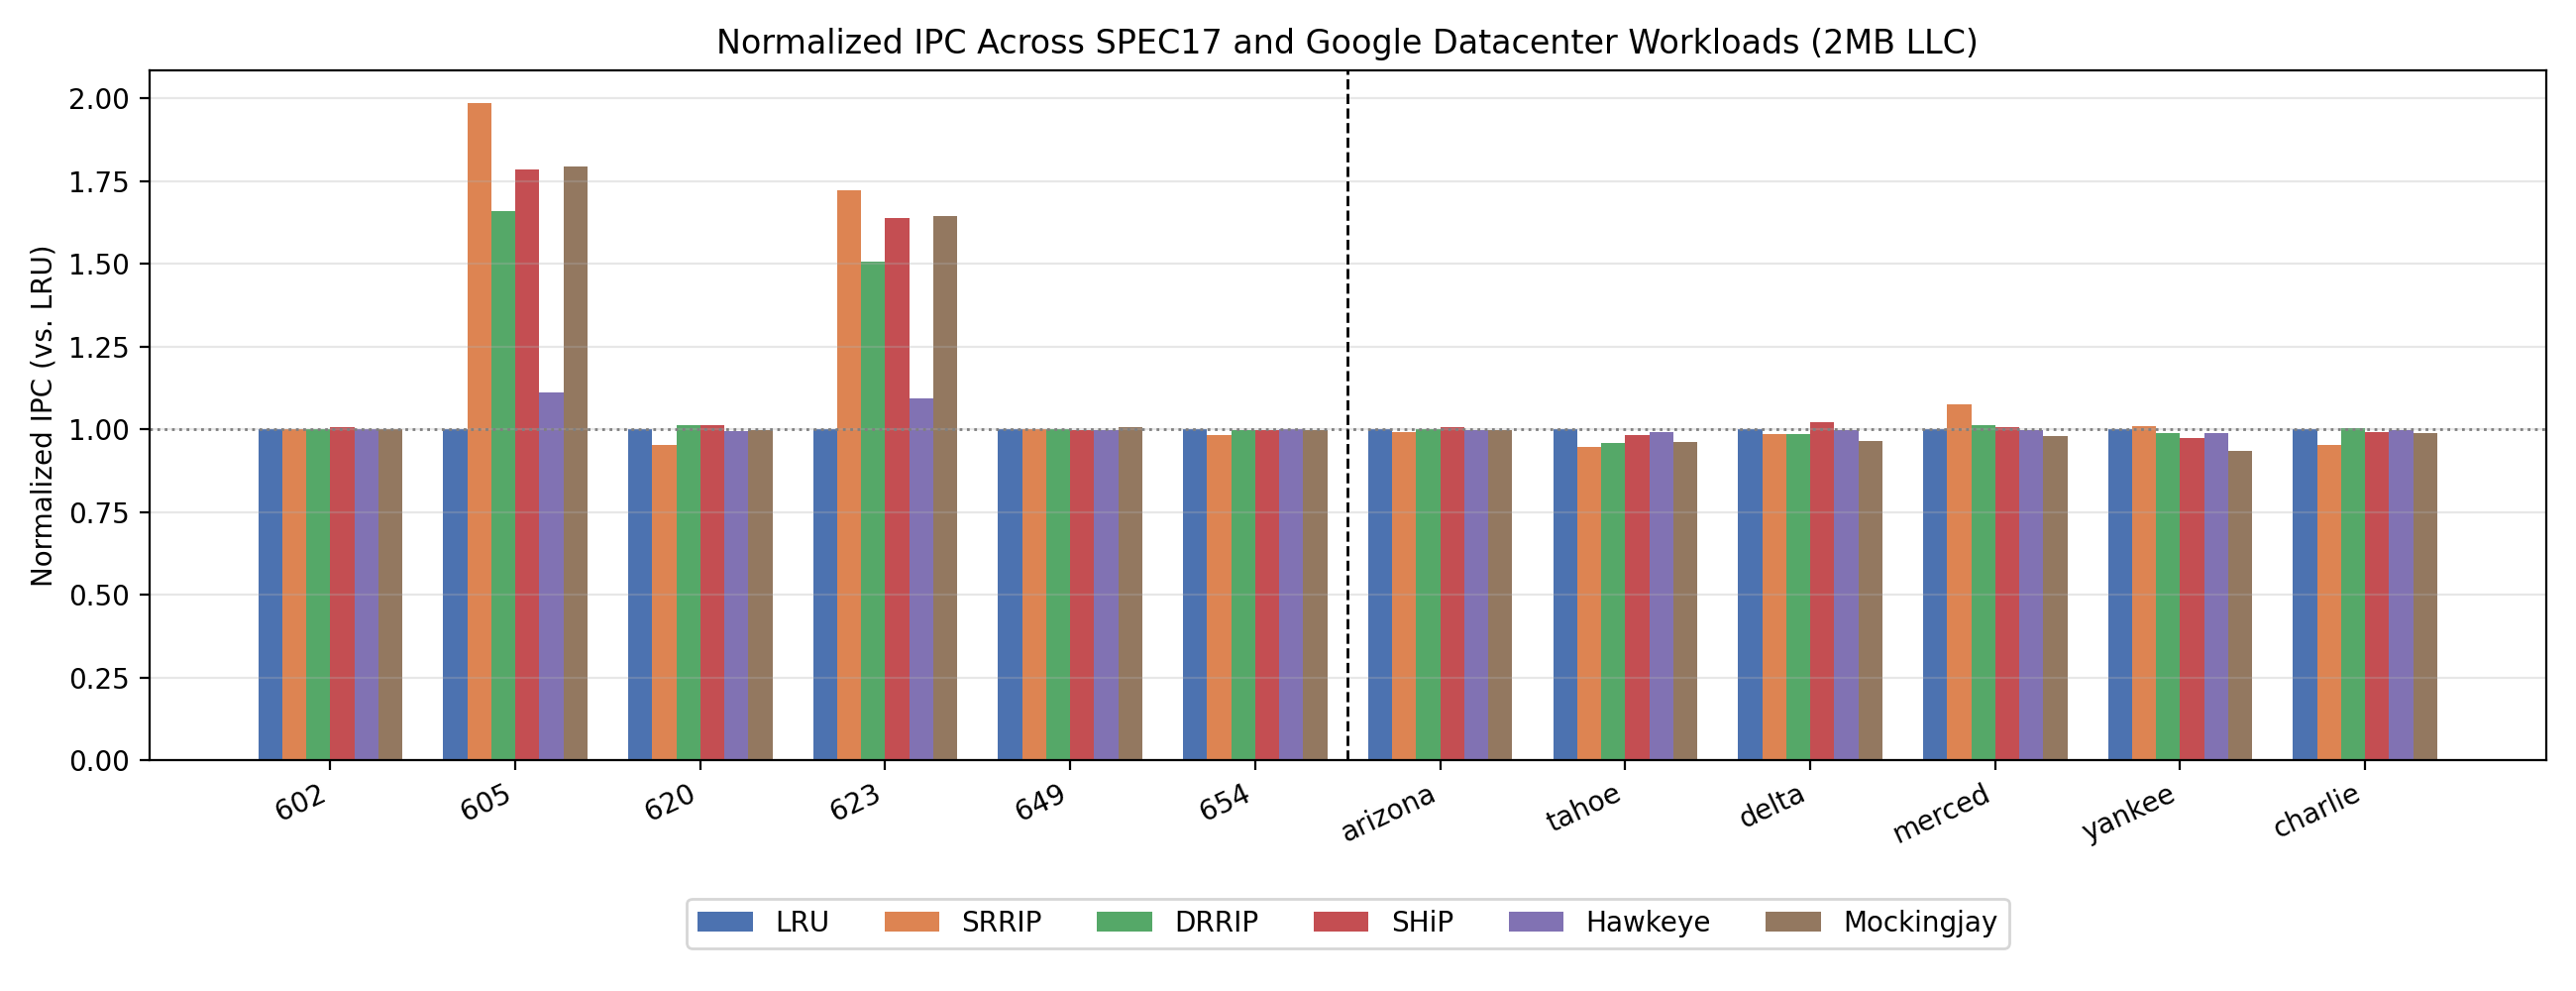 Normalized IPC Across SPEC17 and Google Datacenter Workloads (2MB LLC)
Normalized IPC (vs. LRU)
2.00
1.75
1.50
1.25
1.00
0.75
0.50
0.25
0.00
602 605 620 623 649 654 arizona tahoe delta merced yankee charlie
LRU SRRIP DRRIP SHiP Hawkeye Mockingjay